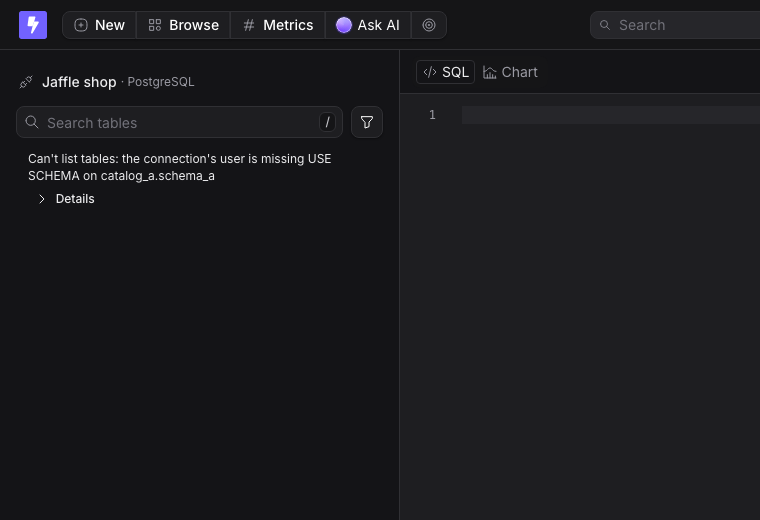 New Browse Metrics Ask AI Search
Jaffle shop · PostgreSQL
SQL Chart
Search tables /
1
Can't list tables: the connection's user is missing USE
SCHEMA on catalog_a.schema_a
Details